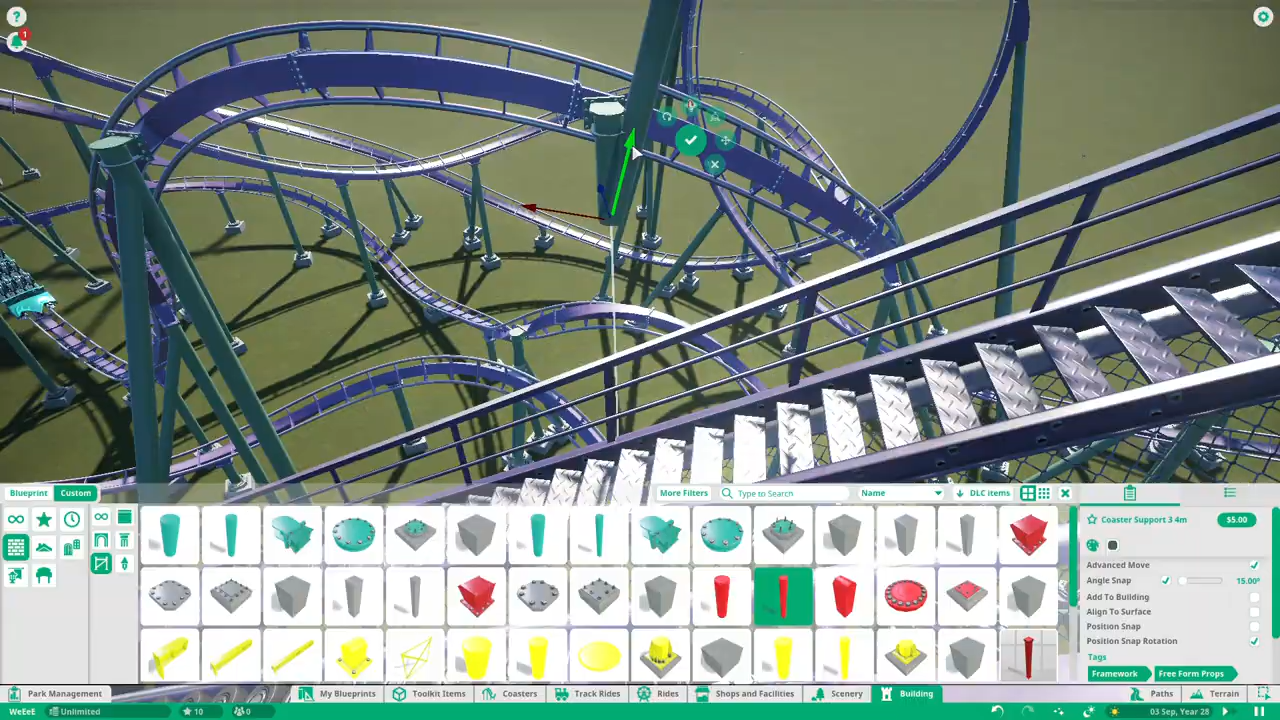 ?
1
Blueprint
Custom
More Filters
Type to Search
Name
DLC items
Coaster Support 3 4m
$5.00
Advanced Move
Angle Snap
15.00°
Add To Building
Align To Surface
Position Snap
Position Snap Rotation
Tags
Framework
Free Form Props
Park Management
My Blueprints
Toolkit Items
Coasters
Track Rides
Rides
Shops and Facilities
Scenery
Building
Paths
Terrain
WeEeE
Unlimited
10
0
03 Sep, Year 28